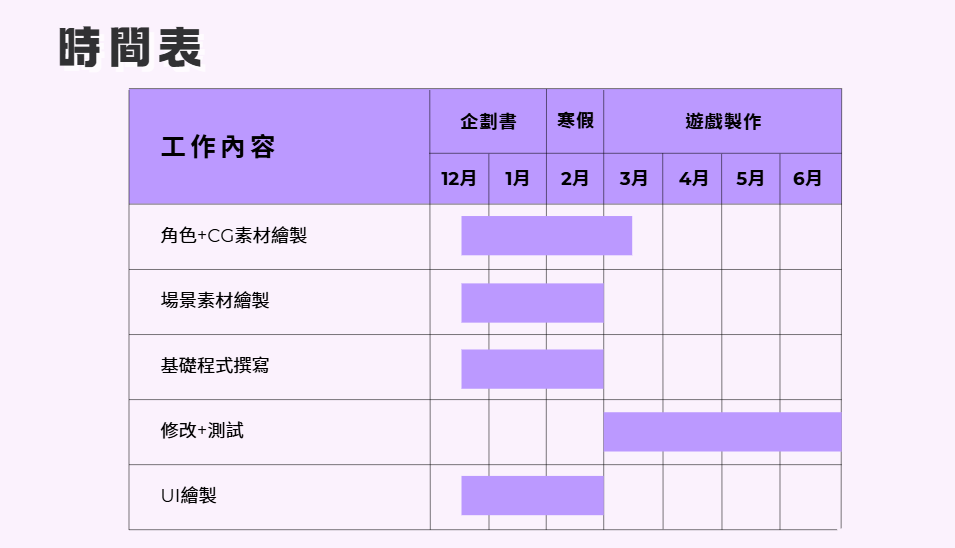 時間表
工作內容
企劃書 寒假 遊戲製作
12月 1月 2月 3月 4月 5月 6月
角色+CG素材繪製
場景素材繪製
基礎程式撰寫
修改+測試
UI繪製